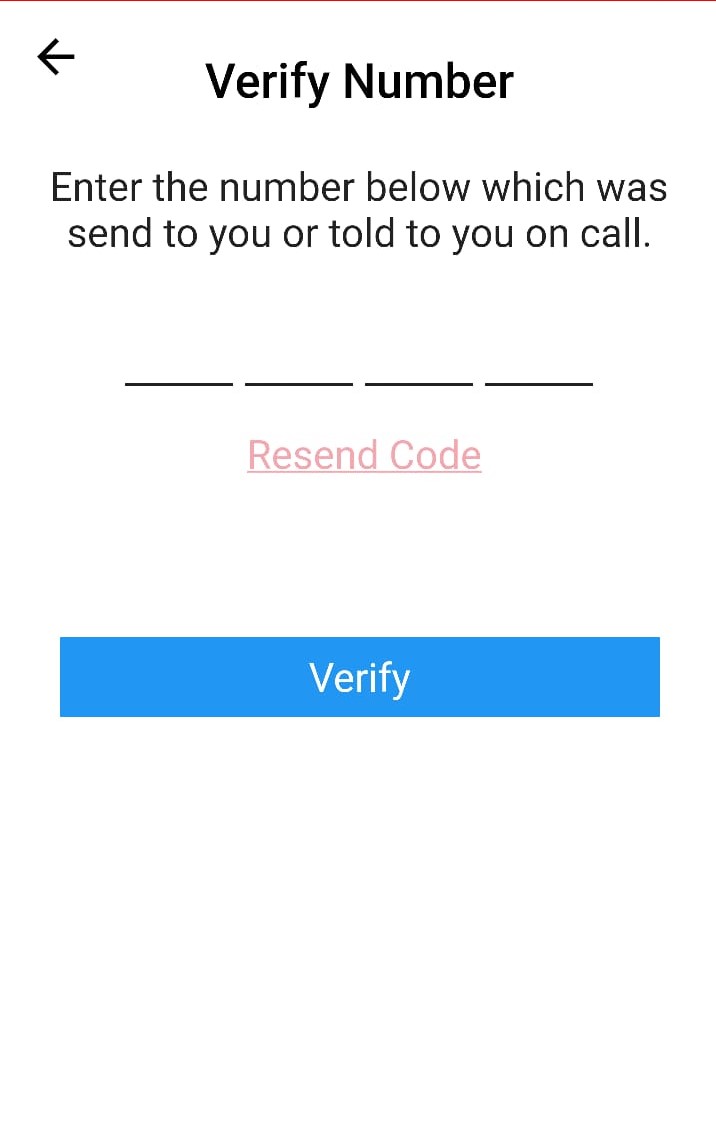 Verify Number
Enter the number below which was
send to you or told to you on call.
Resend Code
Verify